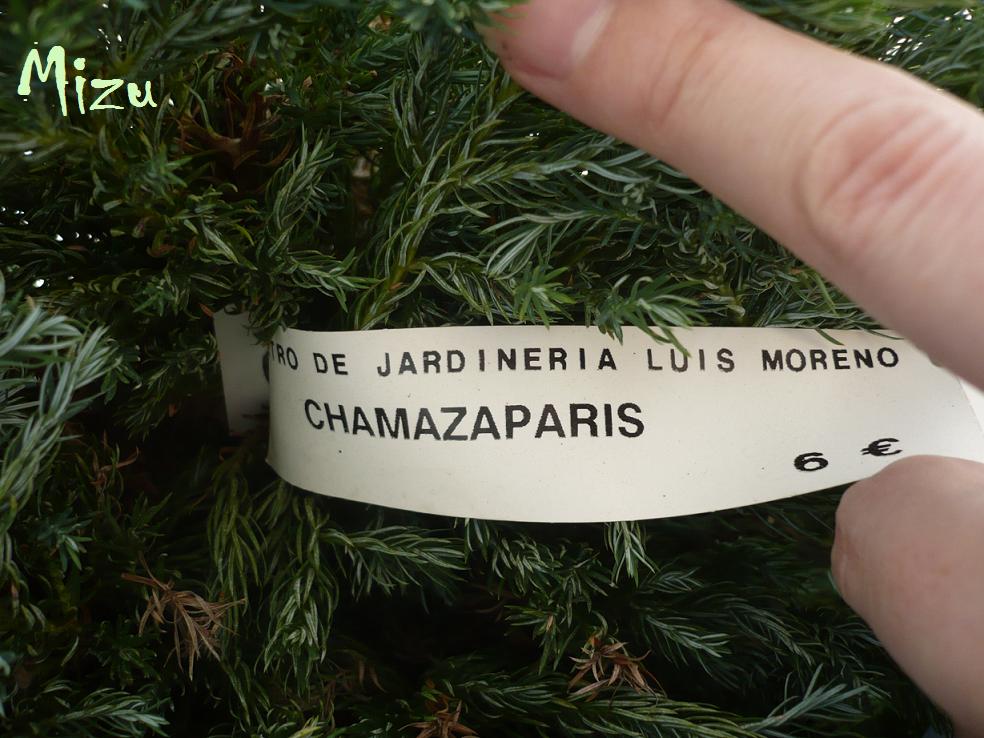 Mizu
TRO DE JARDINERIA LUIS MORENO
CHAMAZAPARIS
6 €